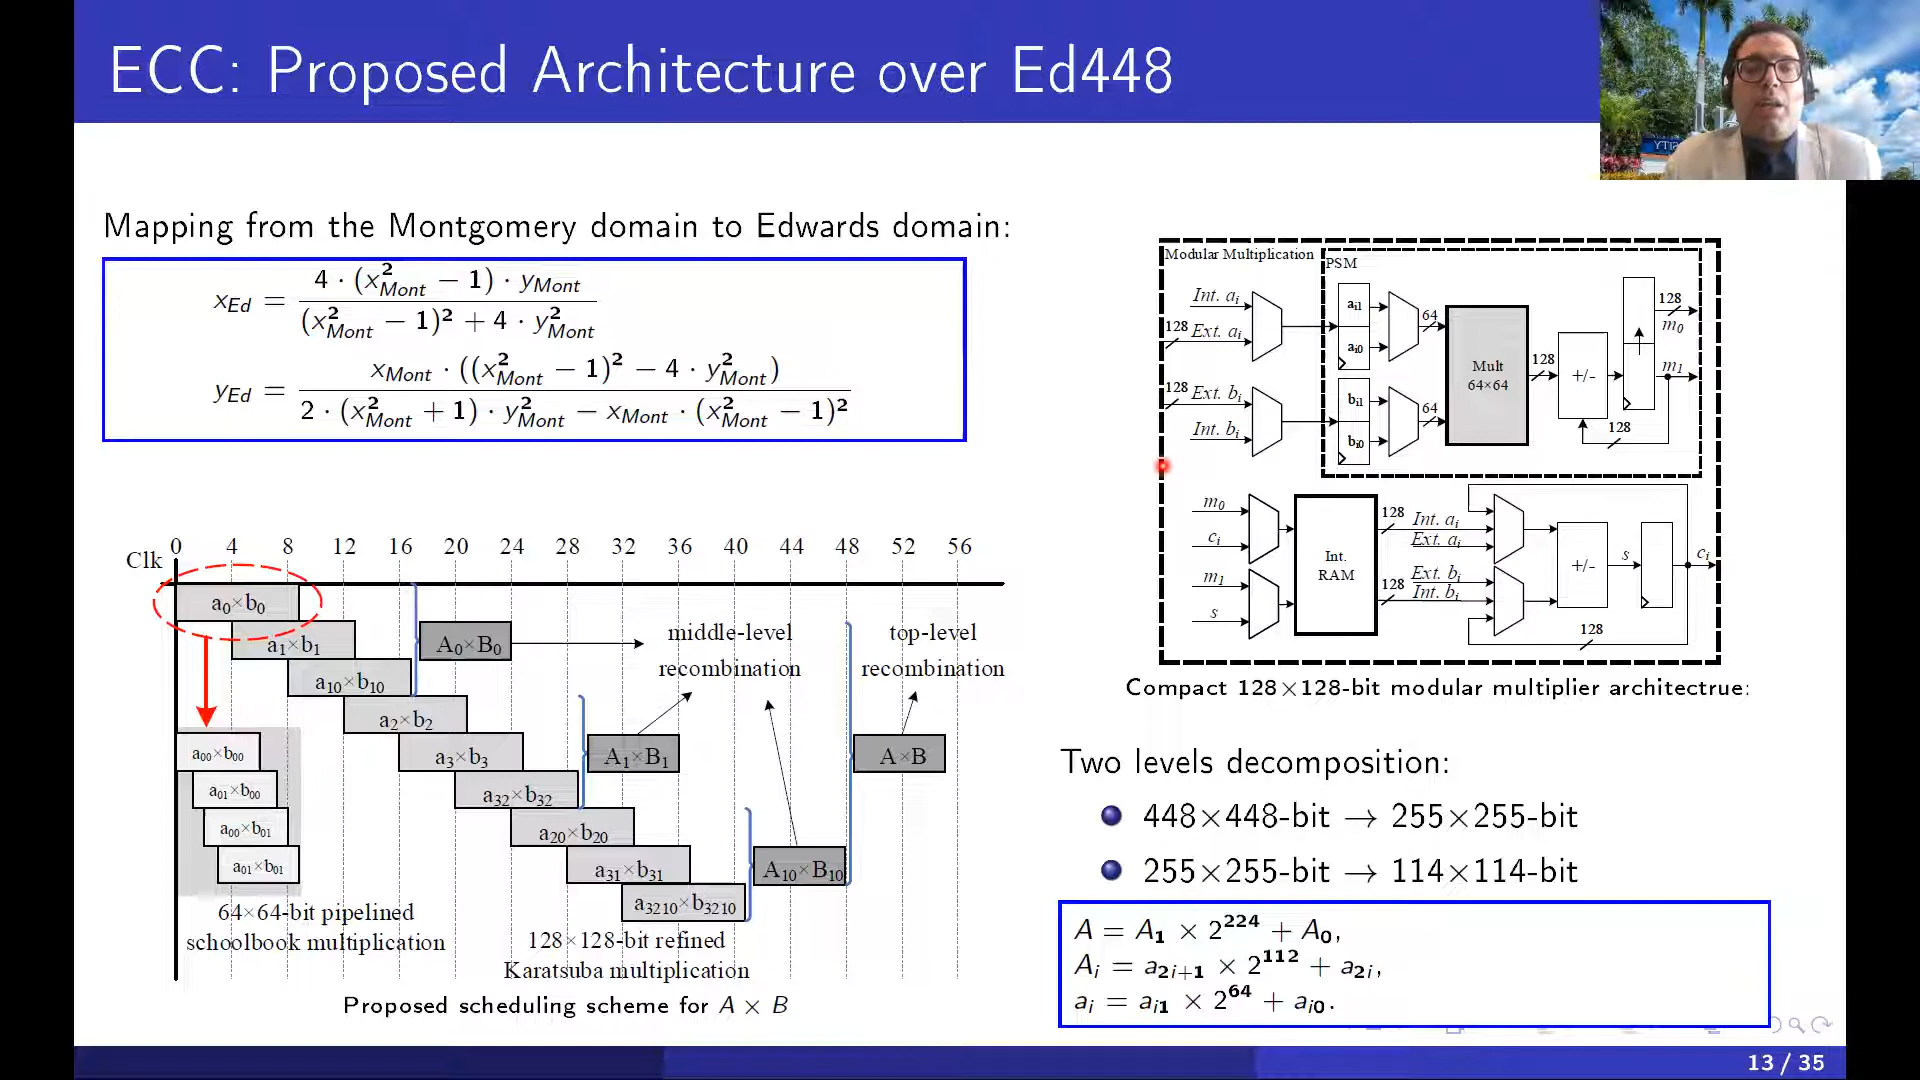 ECC: Proposed Architecture over Ed448
Mapping from the Montgomery domain to Edwards domain:
x_Ed = 4 · (x²_Mont − 1) · y_Mont / (x²_Mont − 1)² + 4 · y²_Mont
y_Ed = x_Mont · ((x²_Mont − 1)² − 4 · y²_Mont) / 2 · (x²_Mont + 1) · y²_Mont − x_Mont · (x²_Mont − 1)²
Clk 0 4 8 12 16 20 24 28 32 36 40 44 48 52 56
a₀×b₀
a₁×b₁
a₁₀×b₁₀
a₂×b₂
a₃×b₃
a₃₂×b₃₂
a₂₀×b₂₀
a₃₁×b₃₁
a₃₂₁₀×b₃₂₁₀
A₀×B₀
A₁×B₁
A₁₀×B₁₀
A×B
middle-level
recombination
top-level
recombination
a₀₀×b₀₀
a₀₁×b₀₀
a₀₀×b₀₁
a₀₁×b₀₁
64×64-bit pipelined
schoolbook multiplication
128×128-bit refined
Karatsuba multiplication
Proposed scheduling scheme for A × B
Modular Multiplication
PSM
Int. aᵢ
128 Ext. aᵢ
128 Ext. bᵢ
Int. bᵢ
aᵢ₁
aᵢ₀
bᵢ₁
bᵢ₀
64
64
Mult
64×64
128
+/-
128
m₀
m₁
128
m₀
cᵢ
m₁
s
Int.
RAM
128 Int. aᵢ
Ext. aᵢ
Ext. bᵢ
128 Int. bᵢ
+/-
s
cᵢ
128
Compact 128×128-bit modular multiplier architectrue:
Two levels decomposition:
448×448-bit → 255×255-bit
255×255-bit → 114×114-bit
A = A₁ × 2²²⁴ + A₀,
Aᵢ = a₂ᵢ₊₁ × 2¹¹² + a₂ᵢ,
aᵢ = aᵢ₁ × 2⁶⁴ + aᵢ₀.
13 / 35